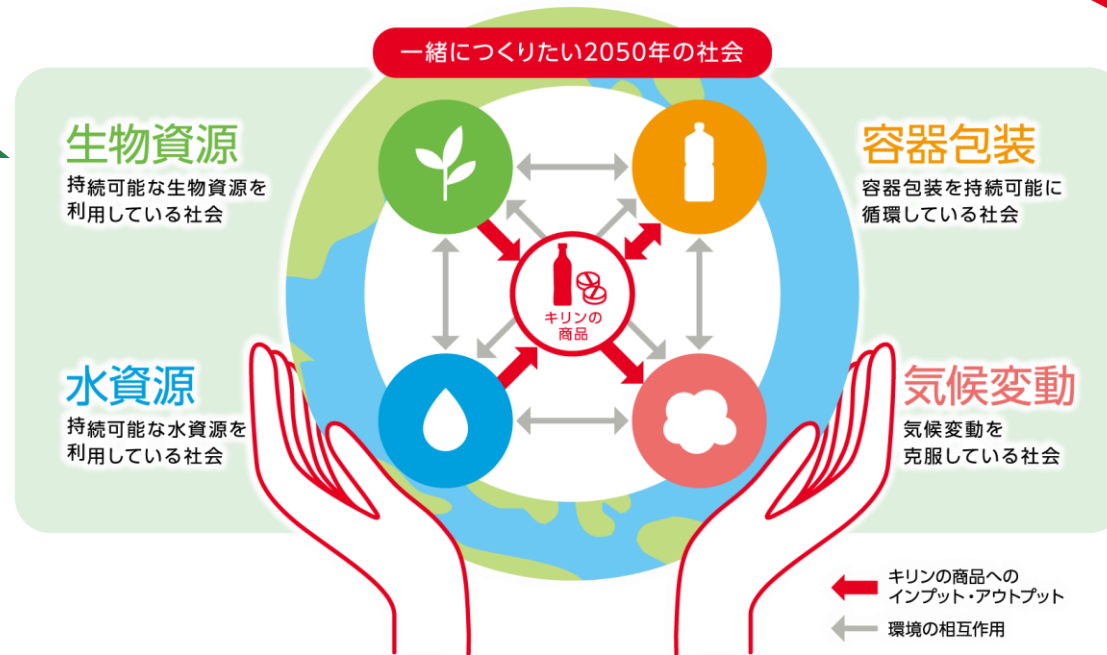 一緒につくりたい2050年の社会
生物資源
持続可能な生物資源を
利用している社会
容器包装
容器包装を持続可能に
循環している社会
キリンの
商品
水資源
持続可能な水資源を
利用している社会
気候変動
気候変動を
克服している社会
キリンの商品への
インプット・アウトプット
環境の相互作用